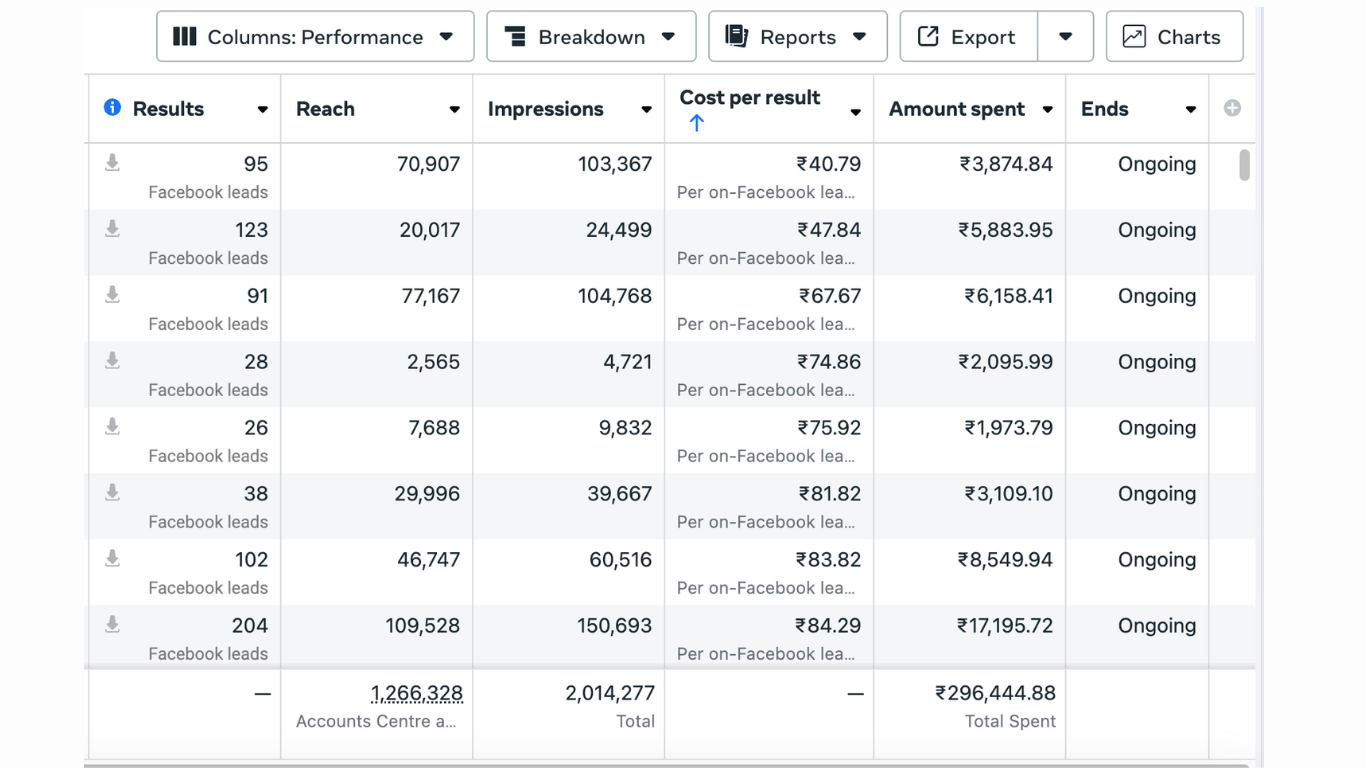 Columns: Performance Breakdown Reports Export Charts
Results Reach Impressions Cost per result Amount spent Ends
95 70,907 103,367 ₹40.79 ₹3,874.84 Ongoing
Facebook leads Per on-Facebook lea...
123 20,017 24,499 ₹47.84 ₹5,883.95 Ongoing
Facebook leads Per on-Facebook lea...
91 77,167 104,768 ₹67.67 ₹6,158.41 Ongoing
Facebook leads Per on-Facebook lea...
28 2,565 4,721 ₹74.86 ₹2,095.99 Ongoing
Facebook leads Per on-Facebook lea...
26 7,688 9,832 ₹75.92 ₹1,973.79 Ongoing
Facebook leads Per on-Facebook lea...
38 29,996 39,667 ₹81.82 ₹3,109.10 Ongoing
Facebook leads Per on-Facebook lea...
102 46,747 60,516 ₹83.82 ₹8,549.94 Ongoing
Facebook leads Per on-Facebook lea...
204 109,528 150,693 ₹84.29 ₹17,195.72 Ongoing
Facebook leads Per on-Facebook lea...
— 1,266,328 2,014,277 — ₹296,444.88
Accounts Centre a... Total Total Spent